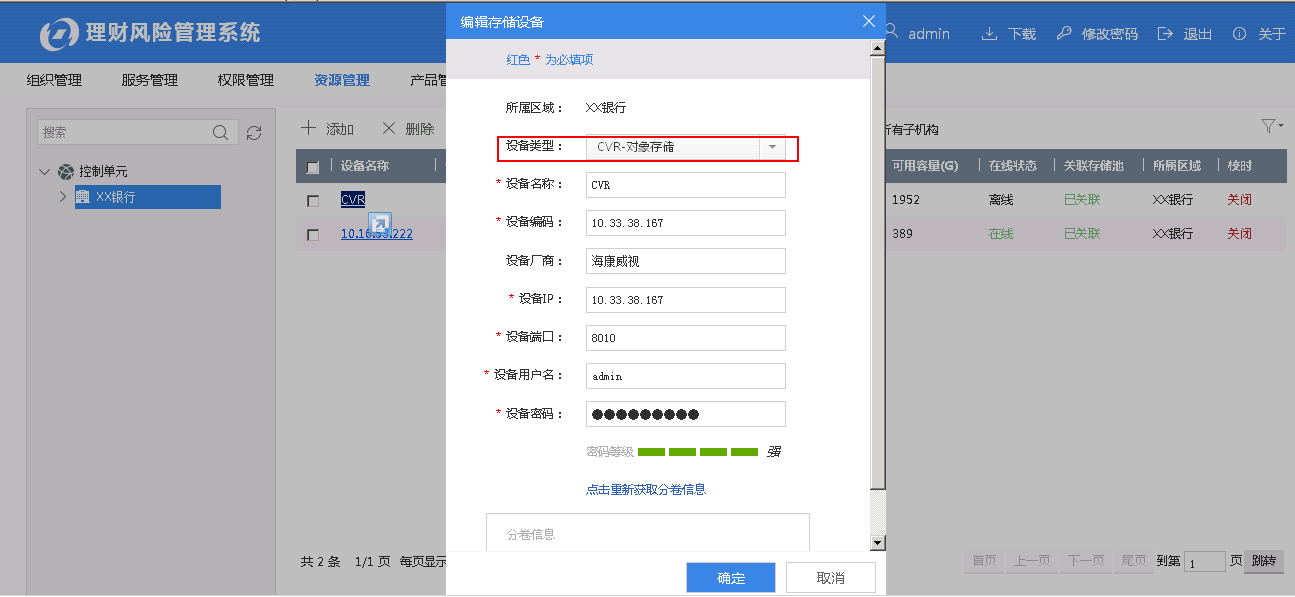 理财风险管理系统
admin 下载 修改密码 退出 关于
组织管理 服务管理 权限管理 资源管理 产品管
搜索
控制单元
XX银行
添加 删除
所有子机构
设备名称 可用容量(G) 在线状态 关联存储池 所属区域 校时
CVR 1952 离线 已关联 XX银行 关闭
389 在线 已关联 XX银行 关闭
共 2 条 1/1 页 每页显示
首页 上一页 下一页 尾页 到第 1 页 跳转
编辑存储设备
红色 * 为必填项
所属区域： XX银行
设备类型： CVR-对象存储
* 设备名称： CVR
* 设备编码： 10.33.38.167
设备厂商： 海康威视
* 设备IP： 10.33.38.167
* 设备端口： 8010
* 设备用户名： admin
* 设备密码： ●●●●●●●●●
密码等级 强
点击重新获取分卷信息
分卷信息
确定 取消